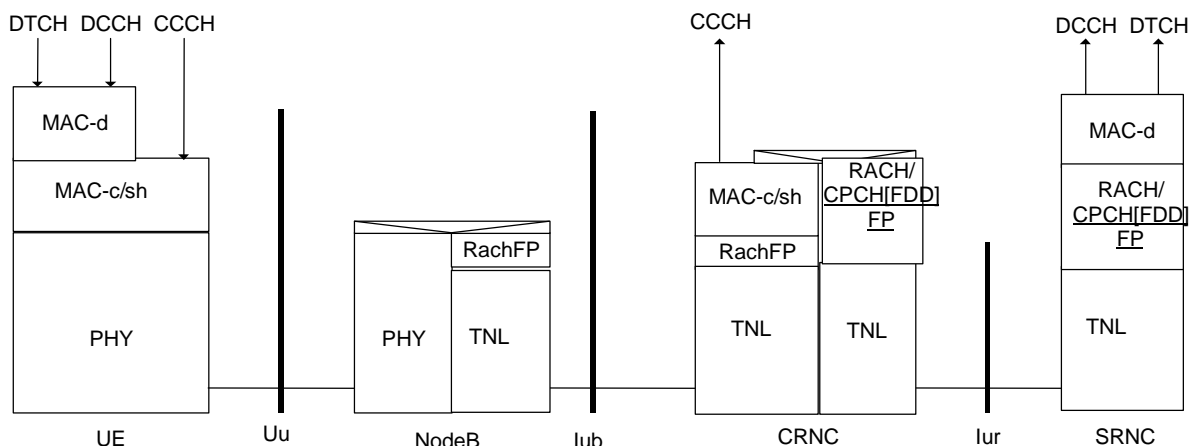 DTCH DCCH CCCH
CCCH
DCCH DTCH
MAC-d
MAC-c/sh
PHY
RachFP
PHY
TNL
MAC-c/sh
RachFP
TNL
RACH/
CPCH[FDD]
FP
TNL
MAC-d
RACH/
CPCH[FDD]
FP
TNL
UE
Uu
NodeB
Iub
CRNC
Iur
SRNC